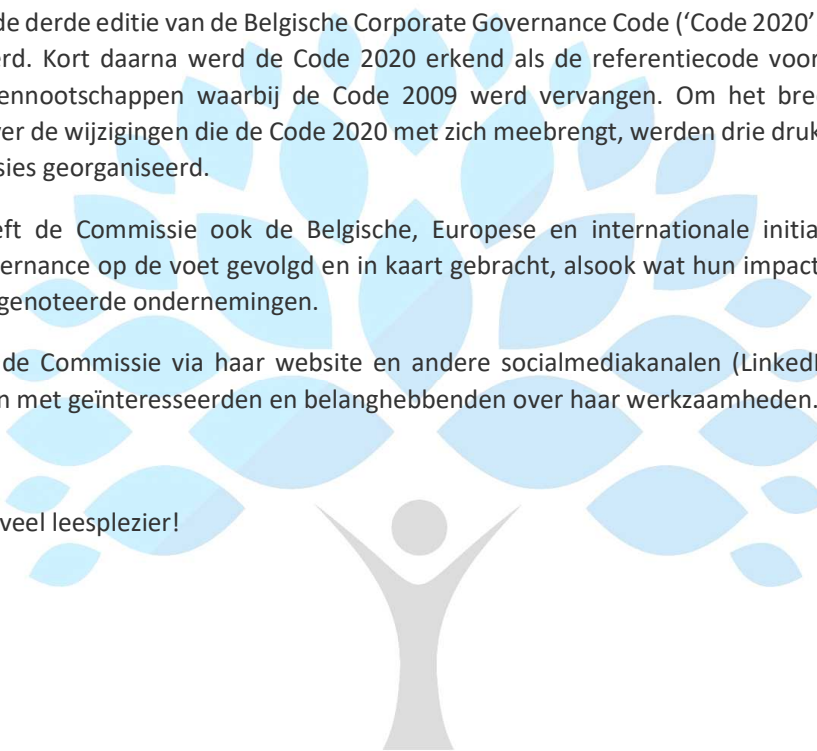 de derde editie van de Belgische Corporate Governance Code (‘Code 2020’
erd. Kort daarna werd de Code 2020 erkend als de referentiecode voor
ennootschappen waarbij de Code 2009 werd vervangen. Om het bre
er de wijzigingen die de Code 2020 met zich meebrengt, werden drie druk
sies georganiseerd.
eft de Commissie ook de Belgische, Europese en internationale initia
vernance op de voet gevolgd en in kaart gebracht, alsook wat hun impact
genoteerde ondernemingen.
de Commissie via haar website en andere socialmediakanalen (LinkedI
n met geïnteresseerden en belanghebbenden over haar werkzaamheden.
veel leesplezier!